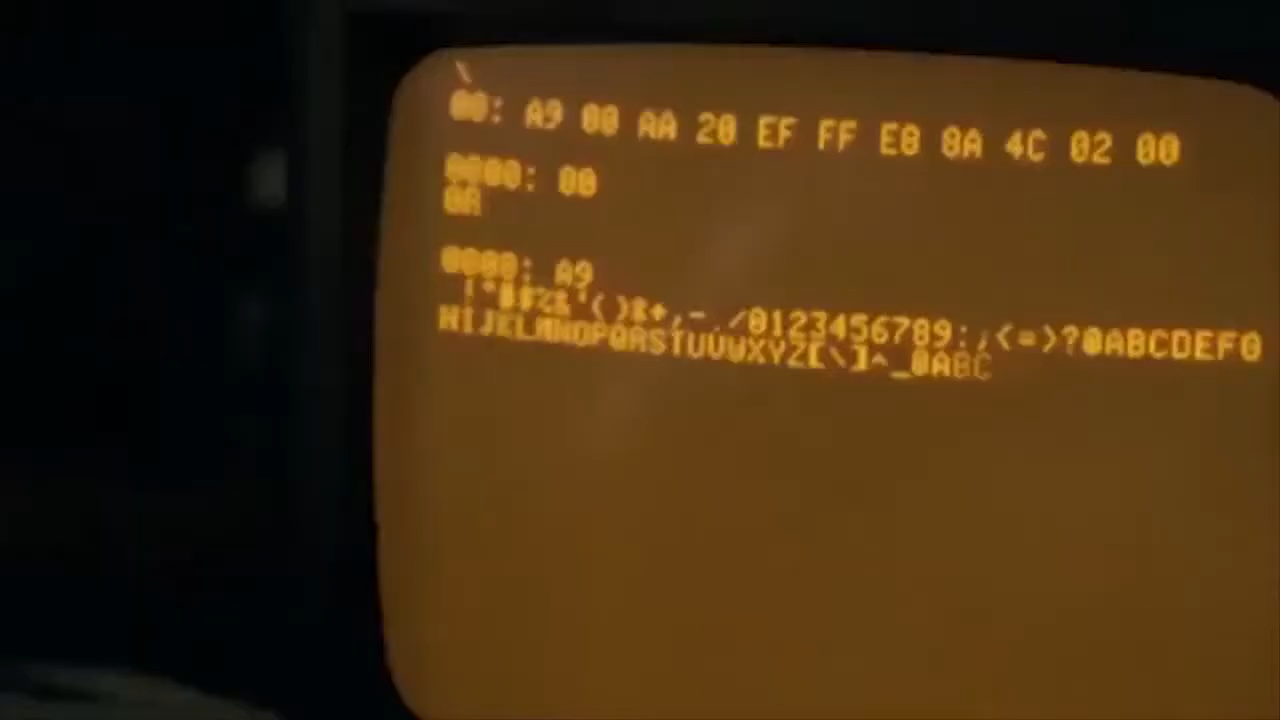 \
00: A9 00 AA 20 EF FF E8 8A 4C 02 00
0000: 00
0R
0000: A9
!"#$%&'()*+,-./0123456789:;<=>?@ABCDEFG
HIJKLMNOPQRSTUVWXYZ[\]^_@ABC